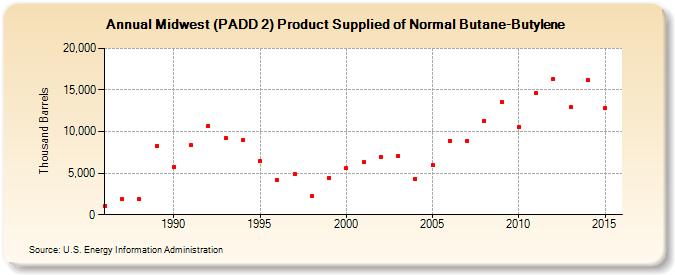 Annual Midwest (PADD 2) Product Supplied of Normal Butane-Butylene
Thousand Barrels
20,000
15,000
10,000
5,000
0
1990 1995 2000 2005 2010 2015
Source: U.S. Energy Information Administration